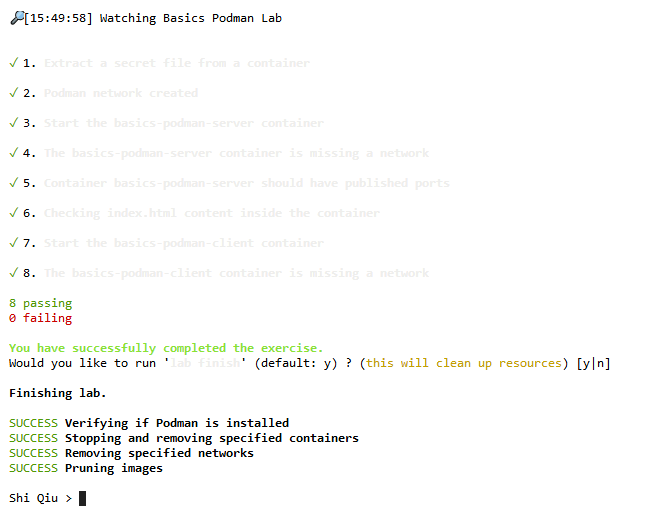 🔎[15:49:58] Watching Basics Podman Lab
✓ 1. Extract a secret file from a container
✓ 2. Podman network created
✓ 3. Start the basics-podman-server container
✓ 4. The basics-podman-server container is missing a network
✓ 5. Container basics-podman-server should have published ports
✓ 6. Checking index.html content inside the container
✓ 7. Start the basics-podman-client container
✓ 8. The basics-podman-client container is missing a network
8 passing
0 failing
You have successfully completed the exercise.
Would you like to run 'lab finish' (default: y) ? (this will clean up resources) [y|n]
Finishing lab.
SUCCESS Verifying if Podman is installed
SUCCESS Stopping and removing specified containers
SUCCESS Removing specified networks
SUCCESS Pruning images
Shi Qiu >